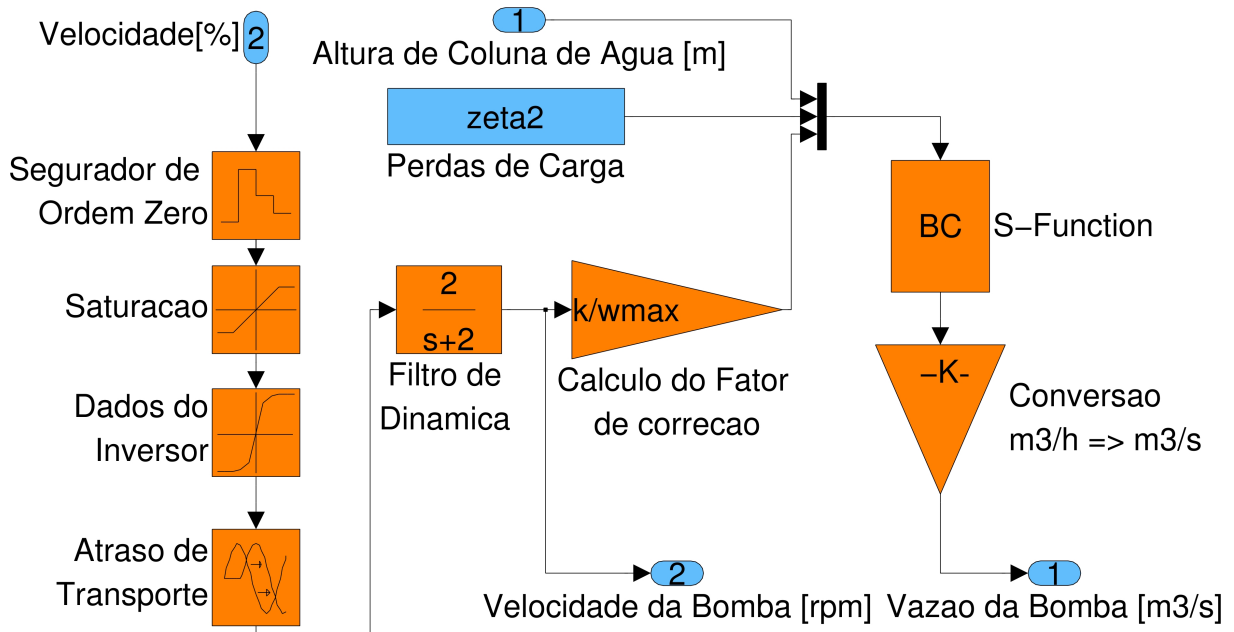 Velocidade[%]
2
1
Altura de Coluna de Agua [m]
zeta2
Perdas de Carga
Segurador de
Ordem Zero
BC
S−Function
Saturacao
2
s+2
Filtro de
Dinamica
k/wmax
Calculo do Fator
de correcao
−K-
Conversao
m3/h => m3/s
Dados do
Inversor
Atraso de
Transporte
2
Velocidade da Bomba [rpm]
1
Vazao da Bomba [m3/s]